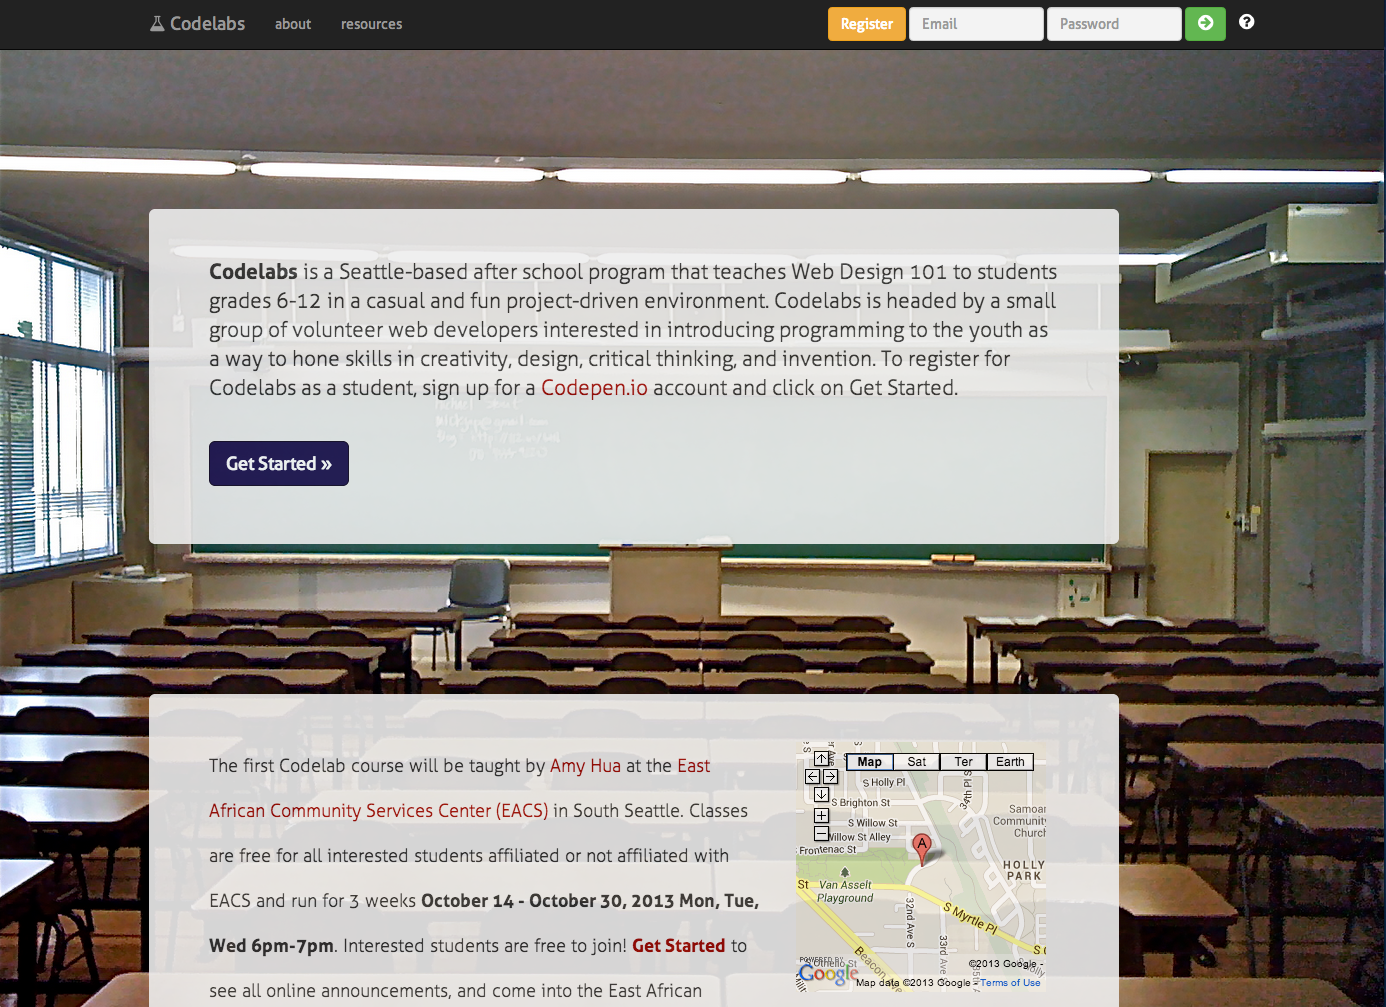 Codelabs about resources Register Email Password
Codelabs is a Seattle-based after school program that teaches Web Design 101 to students
grades 6-12 in a casual and fun project-driven environment. Codelabs is headed by a small
group of volunteer web developers interested in introducing programming to the youth as
a way to hone skills in creativity, design, critical thinking, and invention. To register for
Codelabs as a student, sign up for a Codepen.io account and click on Get Started.
Get Started »
The first Codelab course will be taught by Amy Hua at the East
African Community Services Center (EACS) in South Seattle. Classes
are free for all interested students affiliated or not affiliated with
EACS and run for 3 weeks October 14 - October 30, 2013 Mon, Tue,
Wed 6pm-7pm. Interested students are free to join! Get Started to
see all online announcements, and come into the East African
Map Sat Ter Earth
S Holly Pl
34th Pl S
S Brighton St
Samoan
Community
Church
S Willow St
Willow St Alley
Frontenac St
A
HOLLY
PARK
St
Van Asselt
Playground
32nd Ave S
S Myrtle Pl
33rd Ave
Beacon
S Othello St
POWERED BY
Google
©2013 Google -
Map data ©2013 Google - Terms of Use